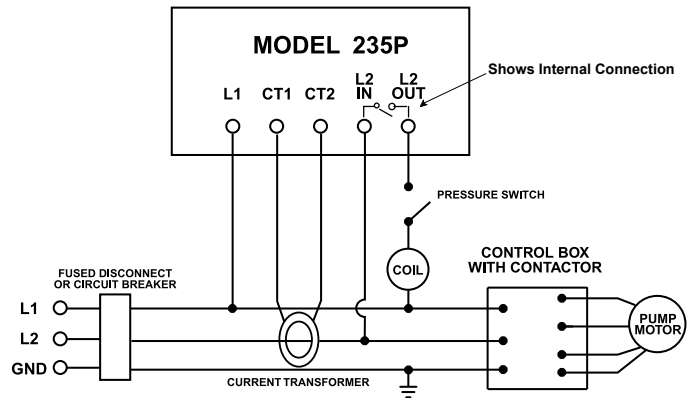 MODEL 235P
L1 CT1 CT2 L2 IN L2 OUT
Shows Internal Connection
PRESSURE SWITCH
COIL
CONTROL BOX
WITH CONTACTOR
FUSED DISCONNECT
OR CIRCUIT BREAKER
L1
L2
GND
PUMP
MOTOR
CURRENT TRANSFORMER